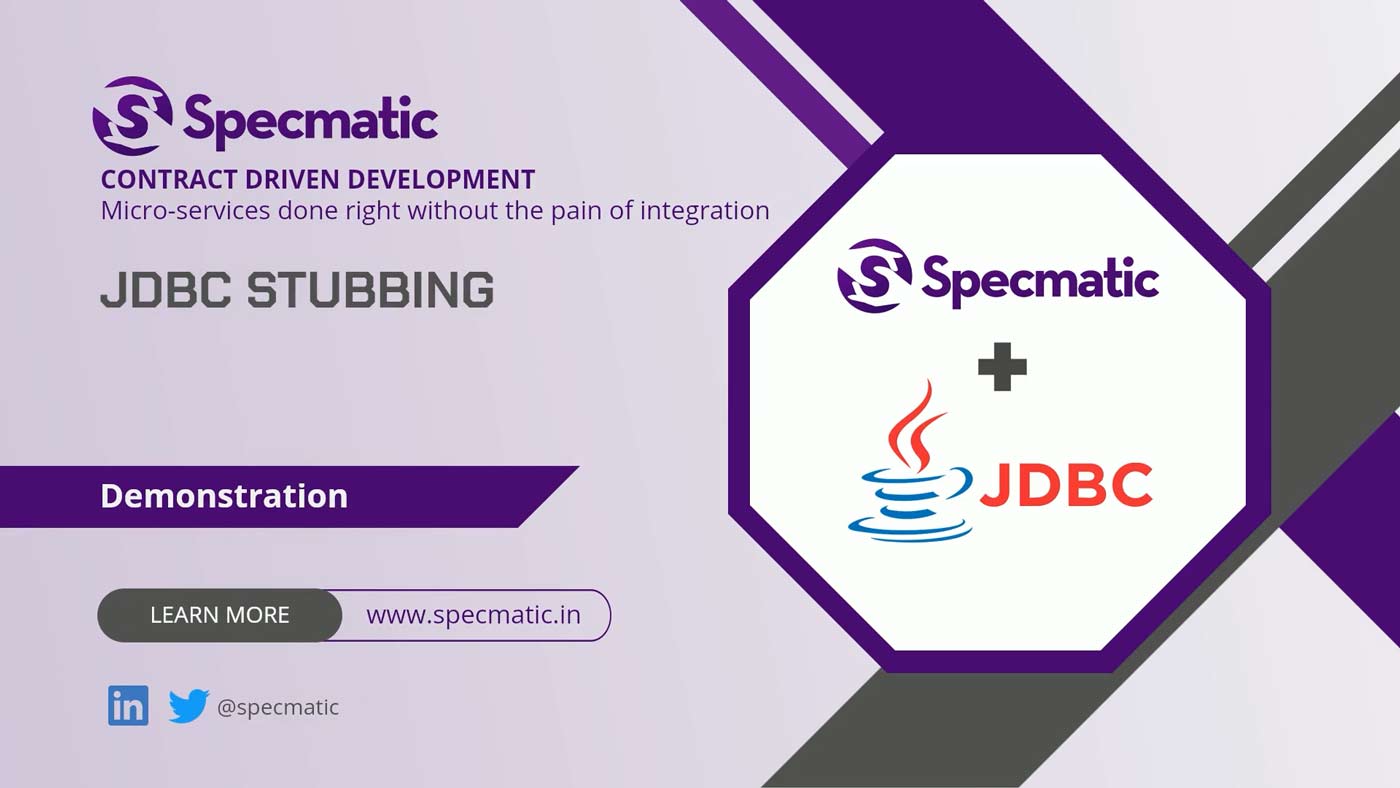 Specmatic
CONTRACT DRIVEN DEVELOPMENT
Micro-services done right without the pain of integration
JDBC STUBBING
Demonstration
LEARN MORE www.specmatic.in
in @specmatic
Specmatic
JDBC